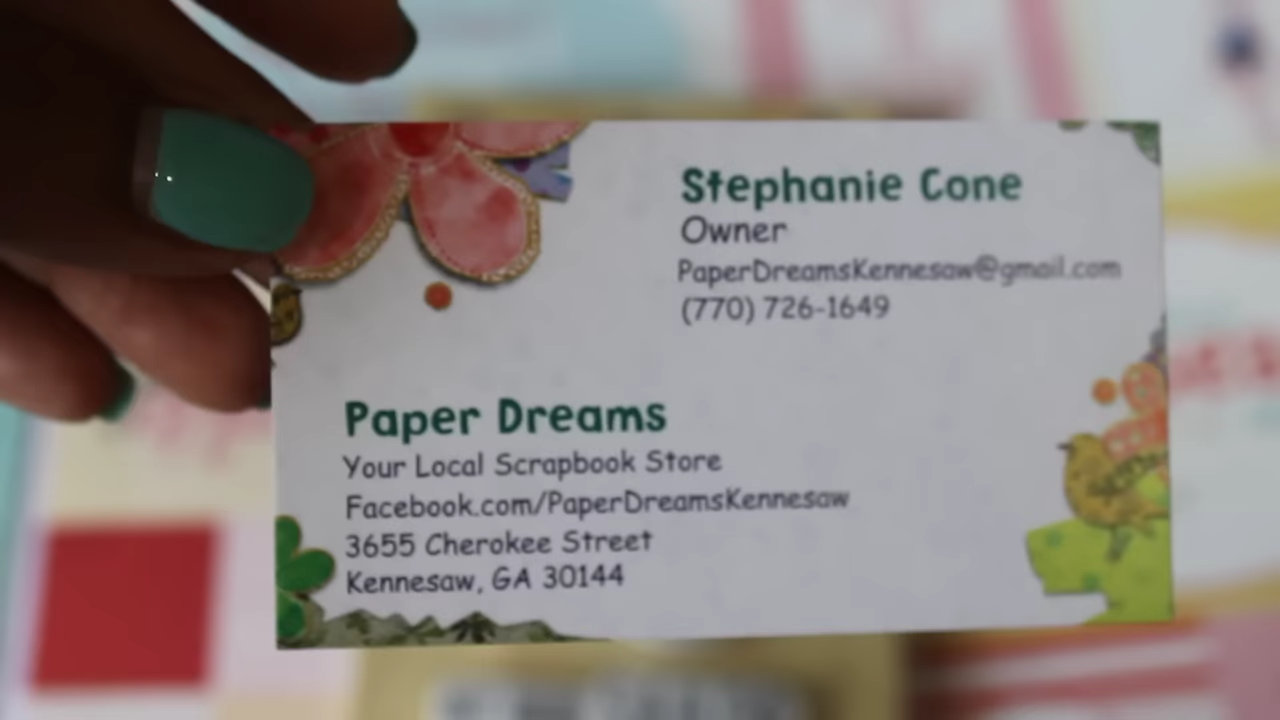 Stephanie Cone
Owner
PaperDreamsKennesaw@gmail.com
(770) 726-1649
Paper Dreams
Your Local Scrapbook Store
Facebook.com/PaperDreamsKennesaw
3655 Cherokee Street
Kennesaw, GA 30144